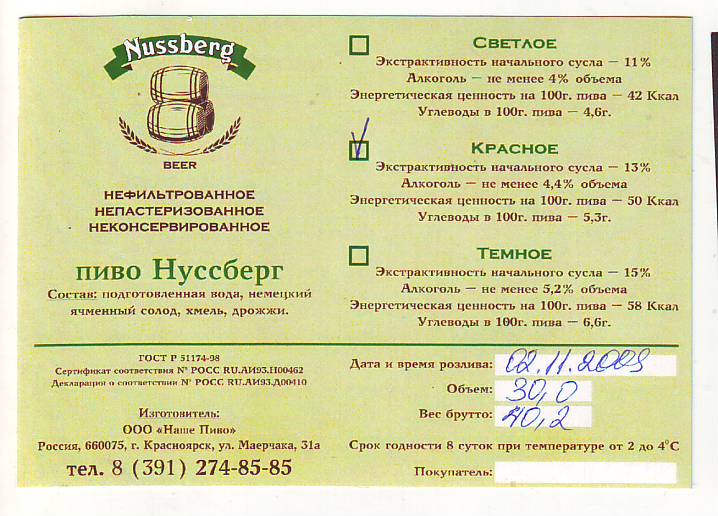 Nussberg
BEER
НЕФИЛЬТРОВАННОЕ
НЕПАСТЕРИЗОВАННОЕ
НЕКОНСЕРВИРОВАННОЕ
пиво Нуссберг
Состав: подготовленная вода, немецкий
ячменный солод, хмель, дрожжи.
СВЕТЛОЕ
Экстрактивность начального сусла – 11%
Алкоголь – не менее 4% объема
Энергетическая ценность на 100г. пива – 42 Ккал
Углеводы в 100г. пива – 4,6г.
КРАСНОЕ
Экстрактивность начального сусла – 13%
Алкоголь – не менее 4,4% объема
Энергетическая ценность на 100г. пива – 50 Ккал
Углеводы в 100г. пива – 5,3г.
ТЕМНОЕ
Экстрактивность начального сусла – 15%
Алкоголь – не менее 5,2% объема
Энергетическая ценность на 100г. пива – 58 Ккал
Углеводы в 100г. пива – 6,6г.
ГОСТ Р 51174-98
Сертификат соответствия N° РОСС RU.АИ93.Н00462
Декларация о соответствии N° РОСС RU.АИ93.Д00410
Изготовитель:
ООО «Наше Пиво»
Россия, 660075, г. Красноярск, ул. Маерчака, 31а
тел. 8 (391) 274-85-85
Дата и время розлива: 02.11.2009
Объем: 30,0
Вес брутто: 40,2
Срок годности 8 суток при температуре от 2 до 4°С
Покупатель: